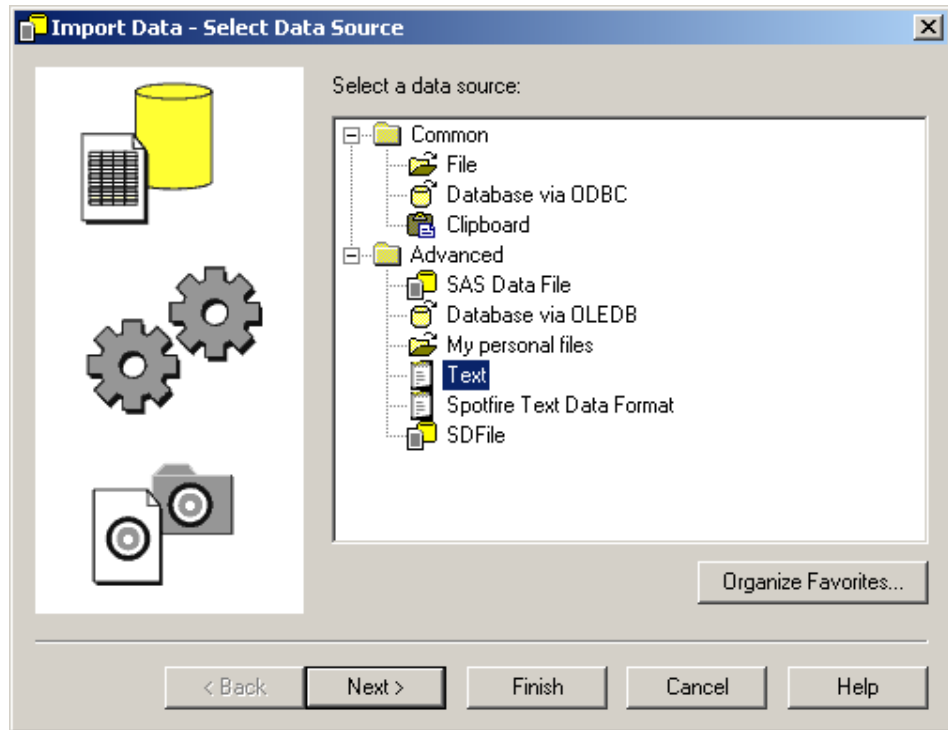 Import Data - Select Data Source
Select a data source:
Common
File
Database via ODBC
Clipboard
Advanced
SAS Data File
Database via OLEDB
My personal files
Text
Spotfire Text Data Format
SDFile
Organize Favorites...
< Back Next > Finish Cancel Help